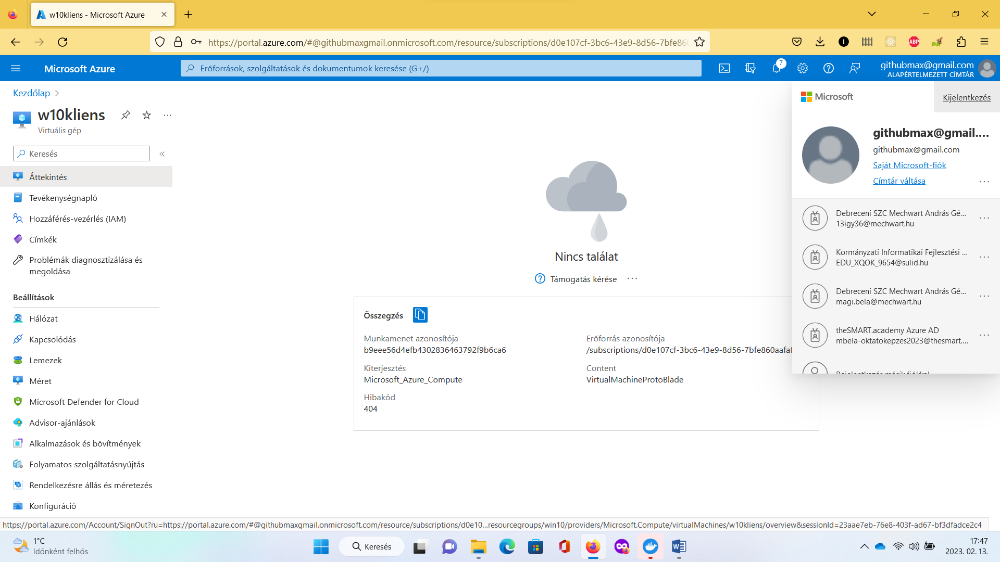 w10kliens - Microsoft Azure
https://portal.azure.com/#@githubmaxgmail.onmicrosoft.com/resource/subscriptions/d0e107cf-3bc6-43e9-8d56-7bfe860
ABP
Microsoft Azure
Erőforrások, szolgáltatások és dokumentumok keresése (G+/)
7
githubmax@gmail.com
ALAPÉRTELMEZETT CÍMTÁR
Kezdőlap
w10kliens
Virtuális gép
Keresés
Áttekintés
Tevékenységnapló
Hozzáférés-vezérlés (IAM)
Címkék
Problémák diagnosztizálása és
megoldása
Beállítások
Hálózat
Kapcsolódás
Lemezek
Méret
Microsoft Defender for Cloud
Advisor-ajánlások
Alkalmazások és bővítmények
Folyamatos szolgáltatásnyújtás
Rendelkezésre állás és méretezés
Konfiguráció
Nincs találat
Támogatás kérése
Összegzés
Munkamenet azonosítója
b9eee56d4efb4302836463792f9b6ca6
Erőforrás azonosítója
/subscriptions/d0e107cf-3bc6-43e9-8d56-7bfe860aafaf
Kiterjesztés
Microsoft_Azure_Compute
Content
VirtualMachineProtoBlade
Hibakód
404
Microsoft
Kijelentkezés
githubmax@gmail....
githubmax@gmail.com
Saját Microsoft-fiók
Címtár váltása
Debreceni SZC Mechwart András Gé...
13igy36@mechwart.hu
Kormányzati Informatikai Fejlesztési ...
EDU_XQOK_9654@sulid.hu
Debreceni SZC Mechwart András Gé...
magi.bela@mechwart.hu
theSMART.academy Azure AD
mbela-oktatokepzes2023@thesmart....
Bejelentkezés másik fiókkal
https://portal.azure.com/Account/SignOut?ru=https://portal.azure.com/#@githubmaxgmail.onmicrosoft.com/resource/subscriptions/d0e10...resourcegroups/win10/providers/Microsoft.Compute/virtualMachines/w10kliens/overview&sessionId=23aae7eb-76e8-403f-ad67-bf3dfadce2c4
1°C
Időnként felhős
Keresés
17:47
2023. 02. 13.